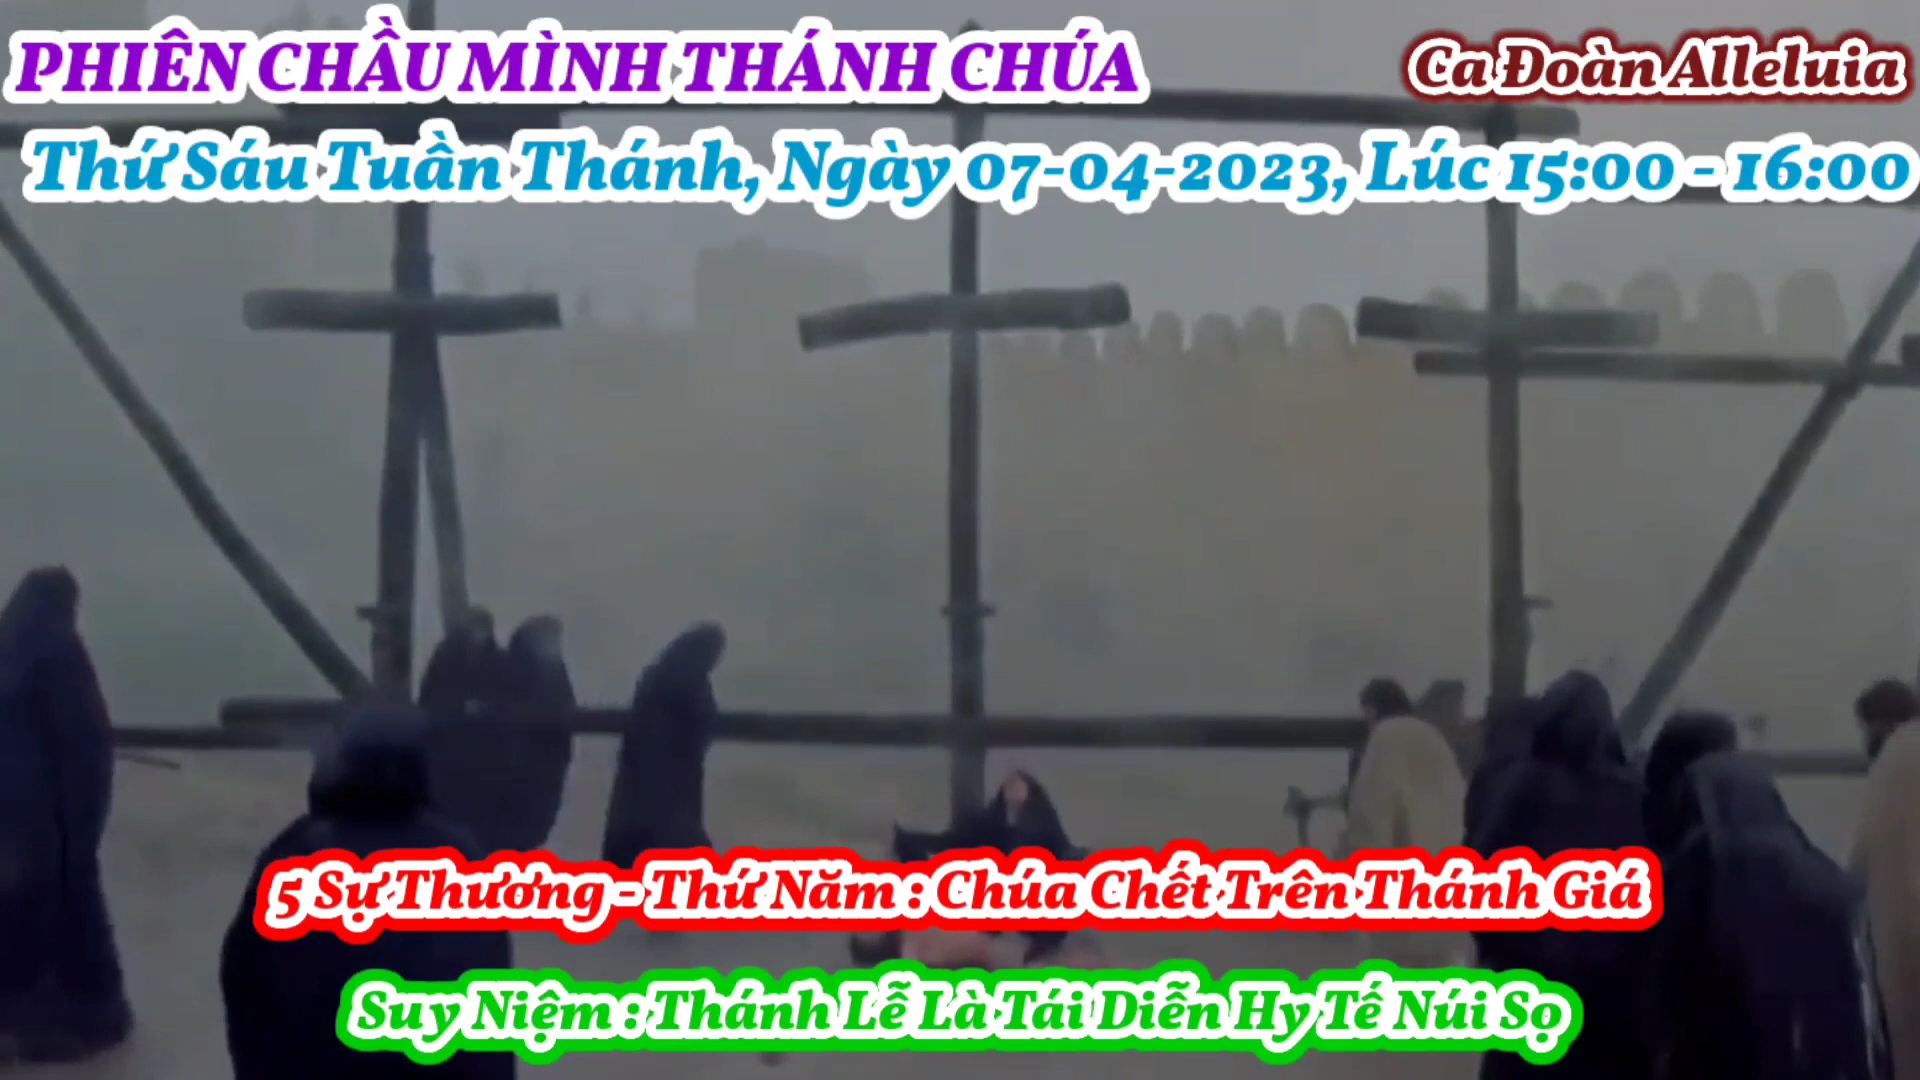 PHIÊN CHẦU MÌNH THÁNH CHÚA
Ca Đoàn Alleluia
Thứ Sáu Tuần Thánh, Ngày 07-04-2023, Lúc 15:00 - 16:00
5 Sự Thương - Thứ Năm : Chúa Chết Trên Thánh Giá
Suy Niệm : Thánh Lễ Là Tái Diễn Hy Tế Núi Sọ